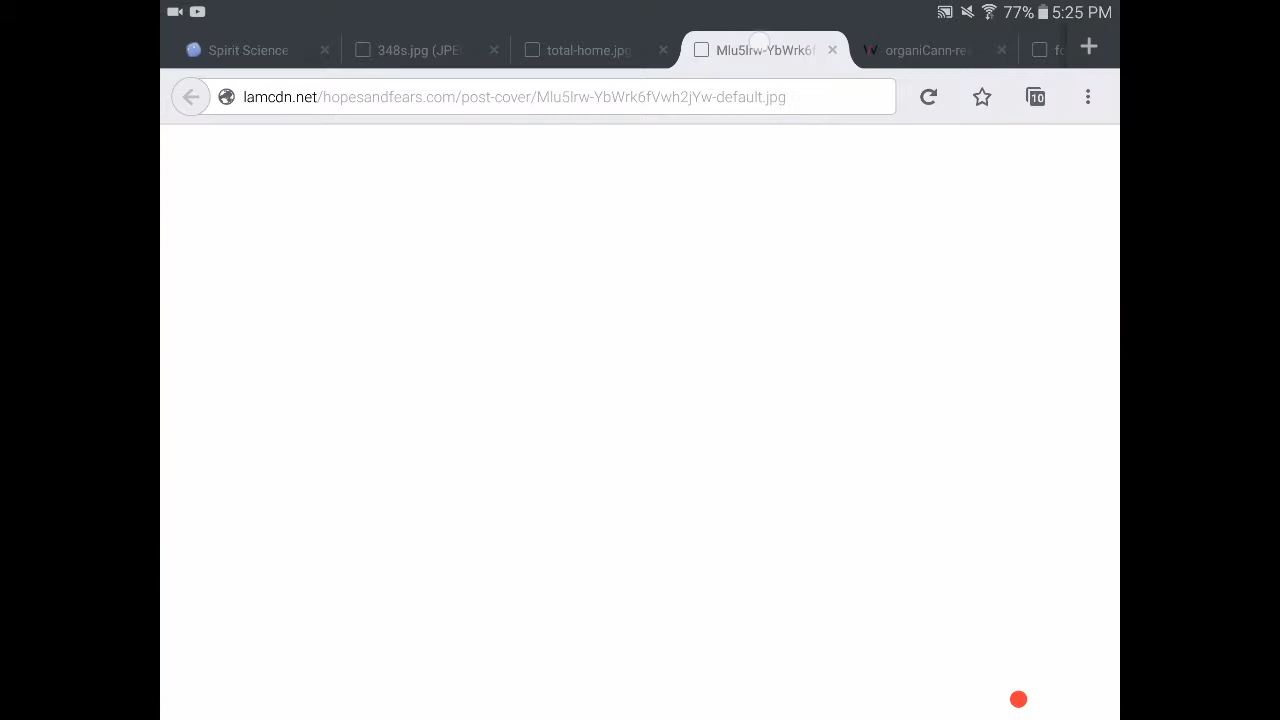 77% 5:25 PM
Spirit Science 348s.jpg (JPE total-home.jpg Mlu5lrw-YbWrk6f organiCann-re
lamcdn.net/hopesandfears.com/post-cover/Mlu5lrw-YbWrk6fVwh2jYw-default.jpg 10